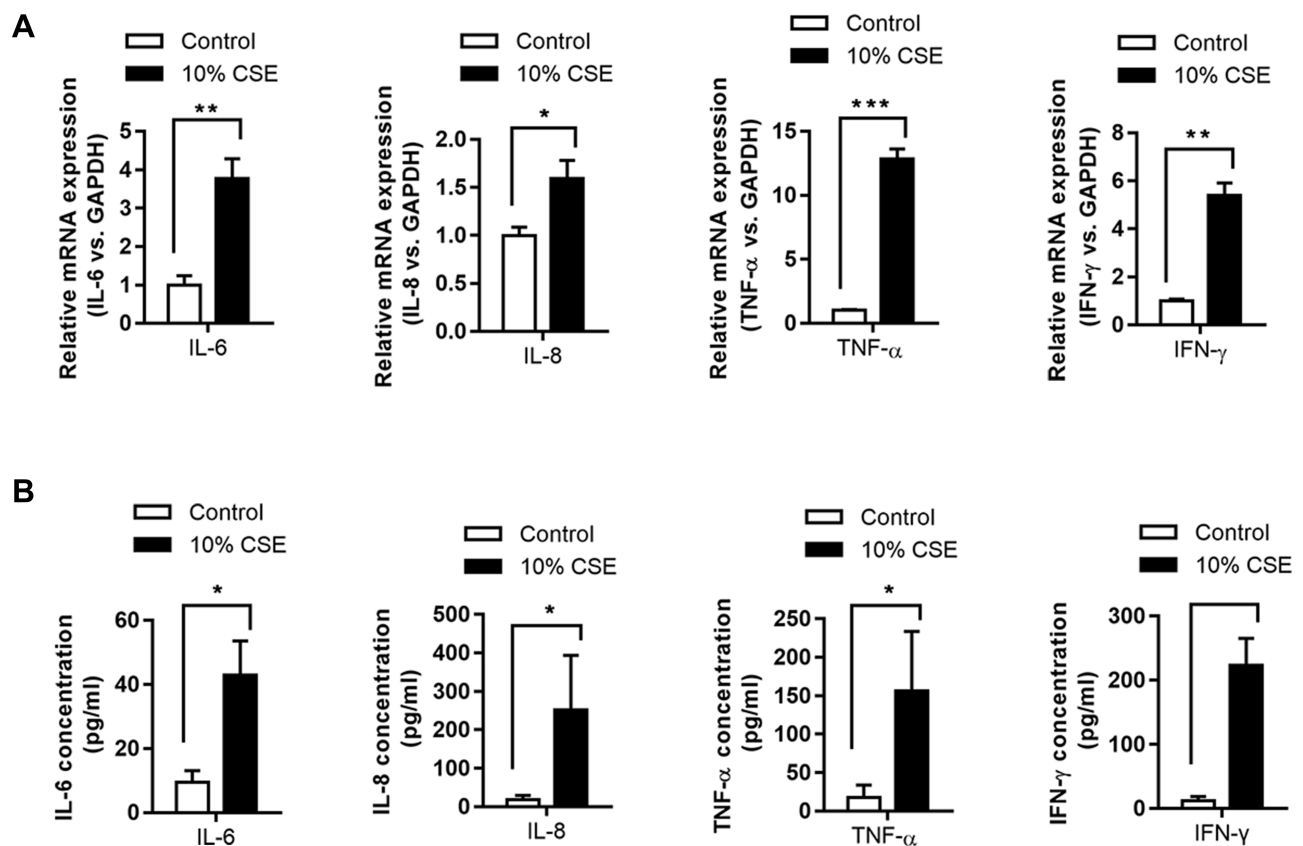 A
Control
10% CSE
**
Relative mRNA expression
(IL-6 vs. GAPDH)
5
4
3
2
1
0
IL-6
Control
10% CSE
*
Relative mRNA expression
(IL-8 vs. GAPDH)
2.0
1.5
1.0
0.5
0.0
IL-8
Control
10% CSE
***
Relative mRNA expression
(TNF-α vs. GAPDH)
15
10
5
0
TNF-α
Control
10% CSE
**
Relative mRNA expression
(IFN-γ vs. GAPDH)
8
6
4
2
0
IFN-γ
B
Control
10% CSE
*
IL-6 concentration
(pg/ml)
60
40
20
0
IL-6
Control
10% CSE
*
IL-8 concentration
(pg/ml)
500
400
300
200
100
0
IL-8
Control
10% CSE
*
TNF-α concentration
(pg/ml)
250
200
150
100
50
0
TNF-α
Control
10% CSE
IFN-γ concentration
(pg/ml)
300
200
100
0
IFN-γ